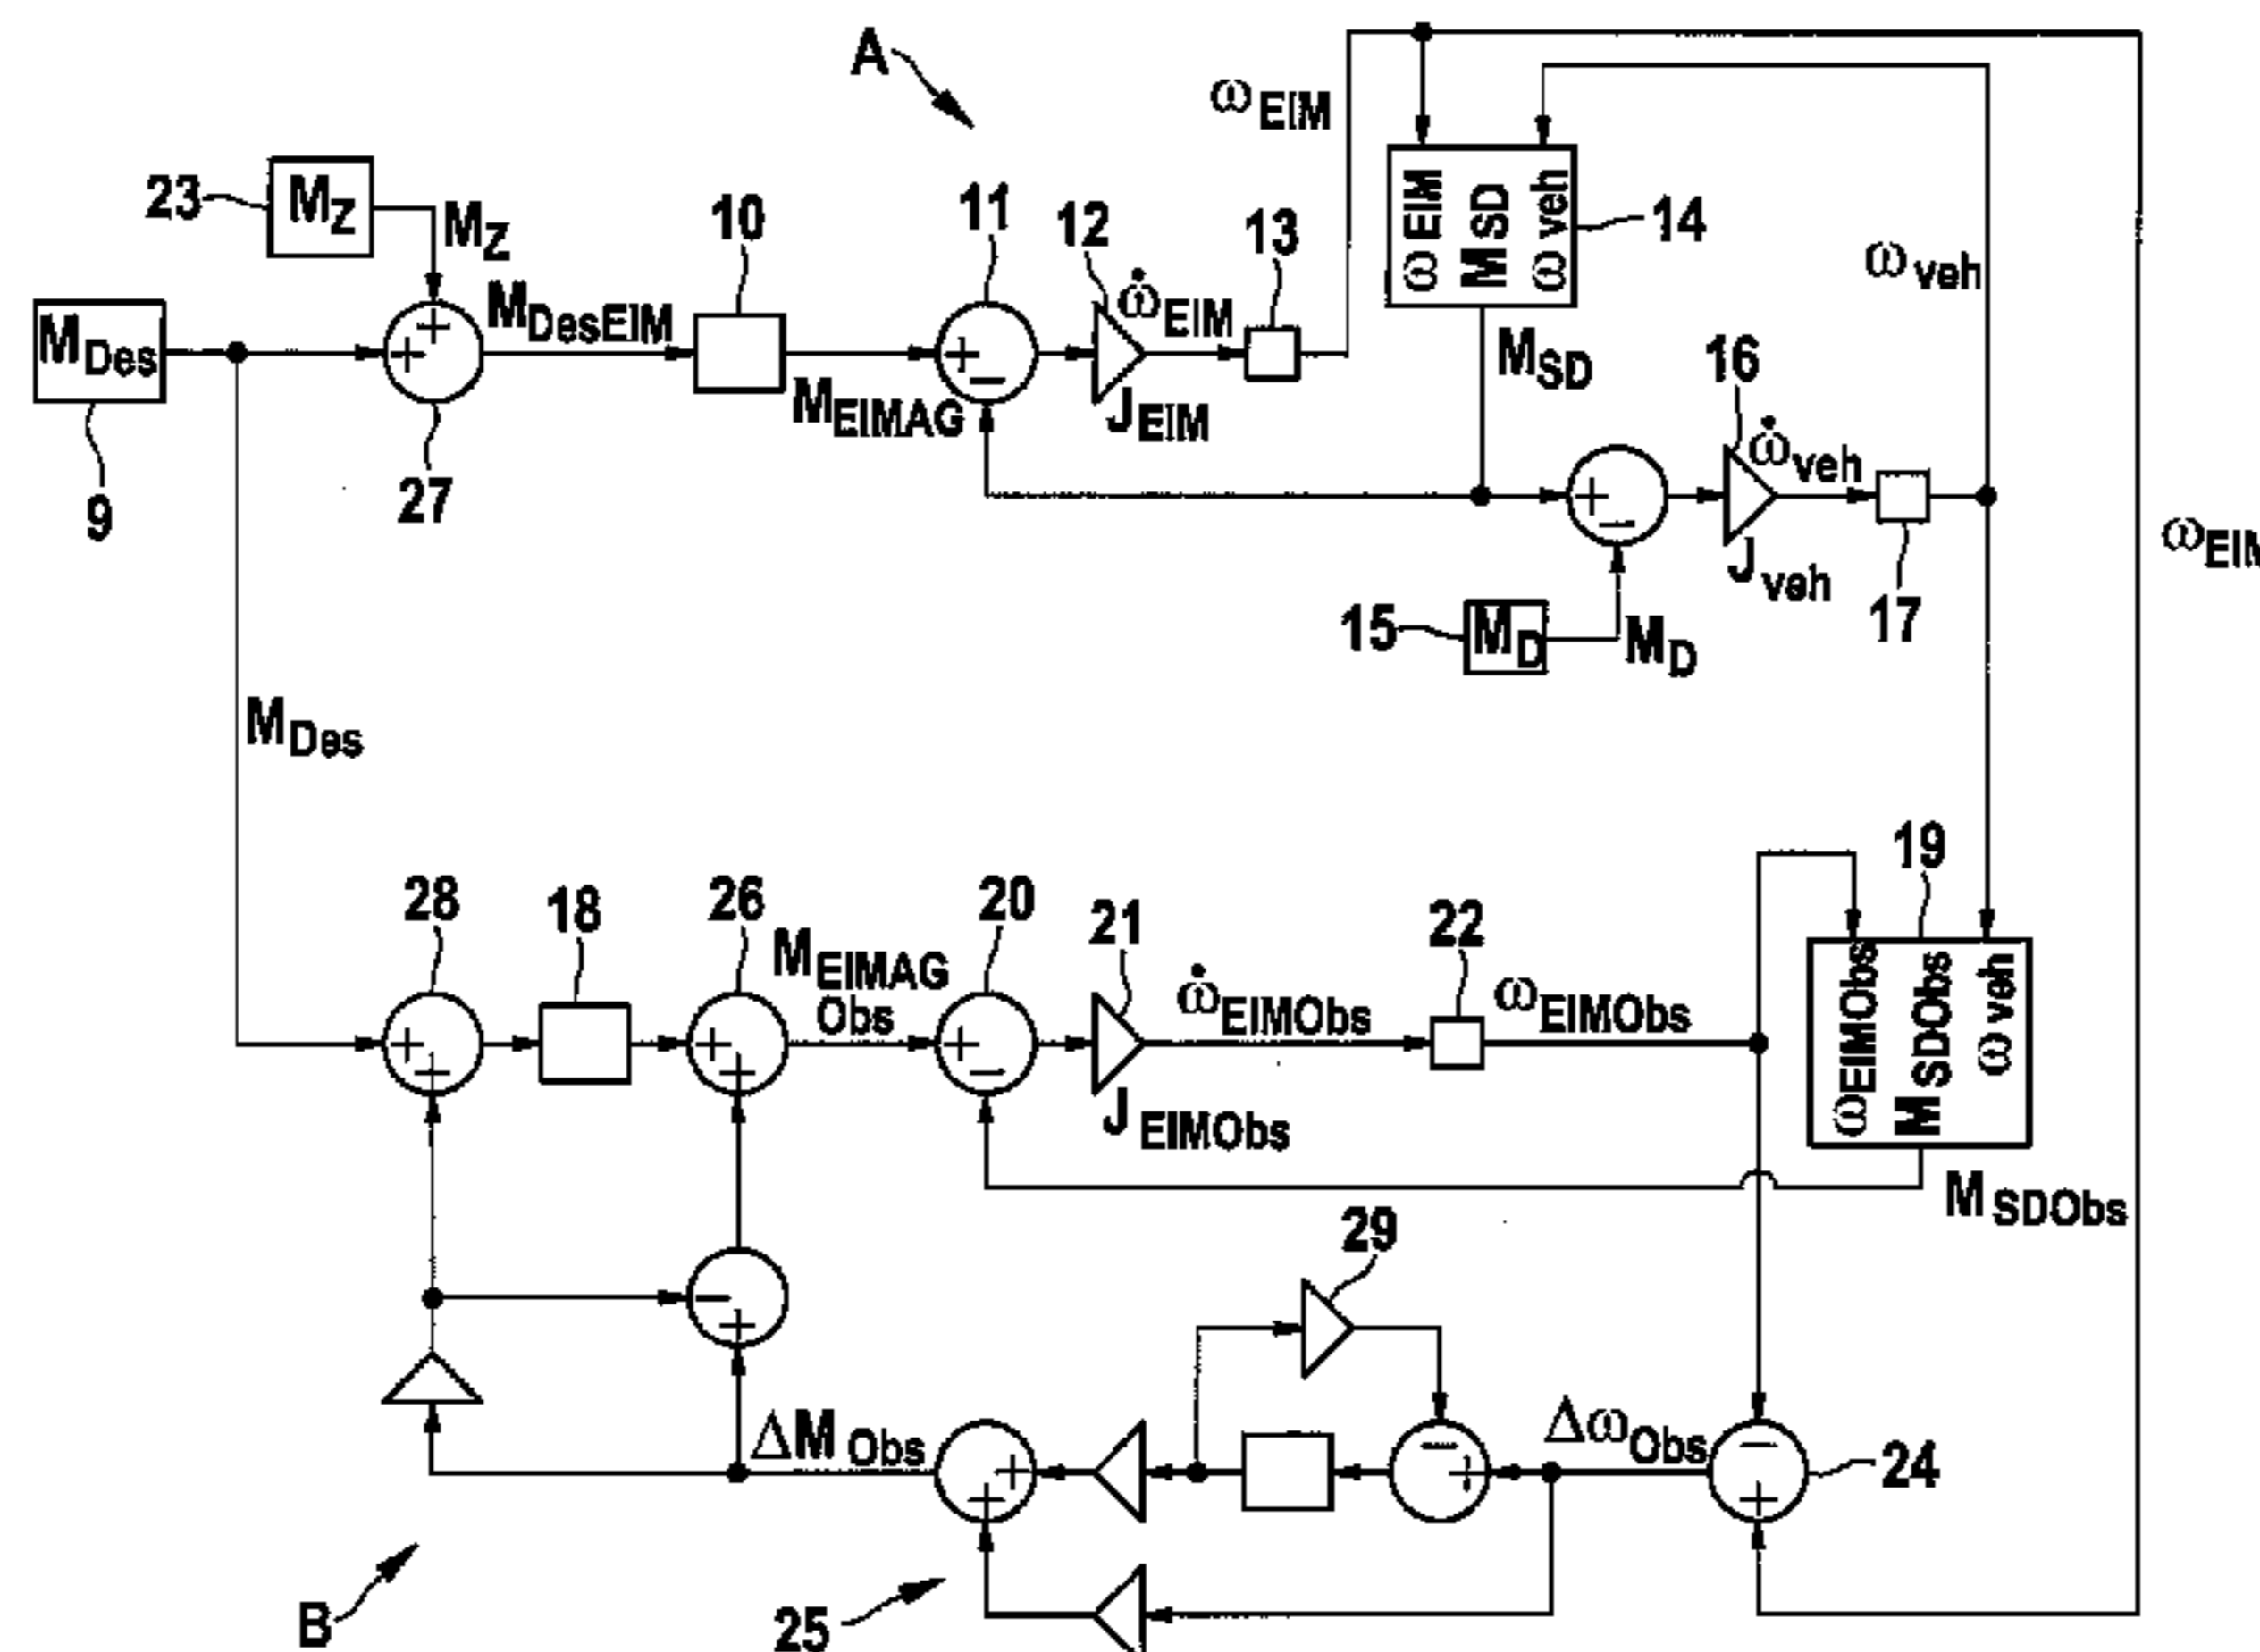 A
ω EIM
23
M Z
M Z
10
11
12
13
ω EIM
M SD
ω veh
14
ω veh
M Des
M DesEIM
ω̇ EIM
M EIMAG
J EIM
M SD
16
ω̇ veh
9
27
J veh
17
ω EIM
15
M D
M D
M Des
19
28
18
26
20
21
22
M EIMAG Obs
ω̇ EIMObs
ω EIMObs
ω EIMObs
M SDObs
ω veh
J EIMObs
M SDObs
29
Δ M Obs
Δω Obs
24
B
25